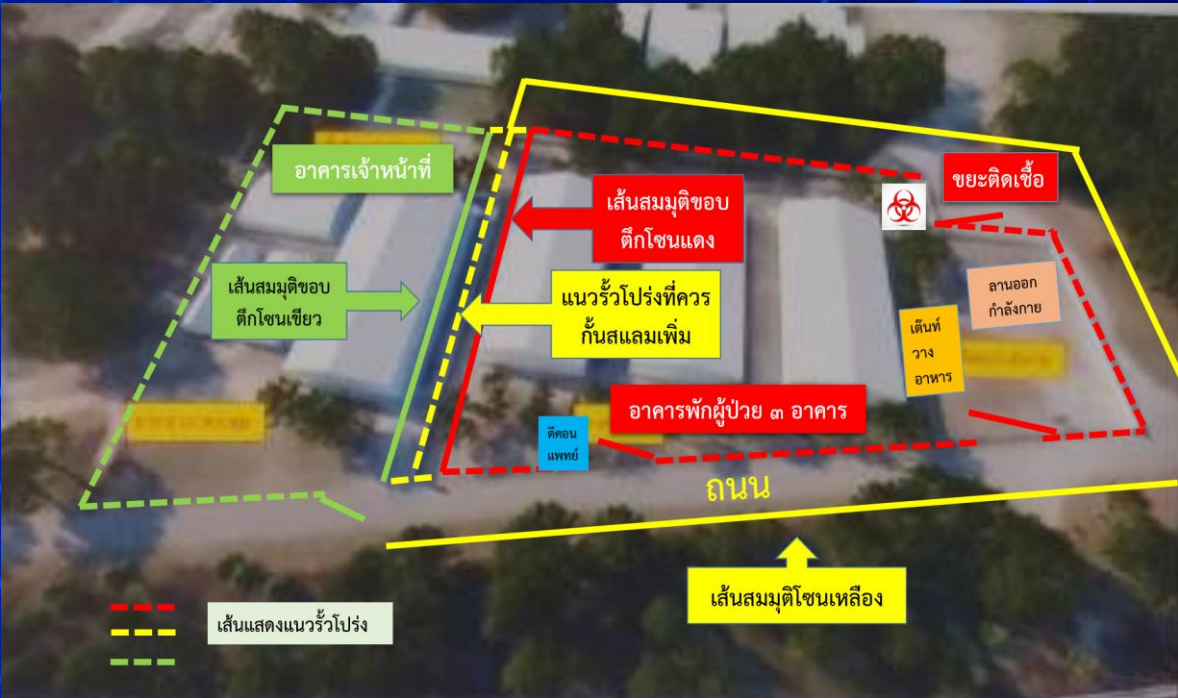 อาคารเจ้าหน้าที่
ขยะติดเชื้อ
เส้นสมมุติขอบ
ตึกโซนแดง
เส้นสมมุติขอบ
ตึกโซนเขียว
แนวรั้วโปร่งที่ควร
กั้นสแลมเพิ่ม
ลานออก
กำลังกาย
เต๊นท์
วาง
อาหาร
อาคารพักผู้ป่วย ๓ อาคาร
ดีคอน
แพทย์
ถนน
เส้นสมมุติโซนเหลือง
เส้นแสดงแนวรั้วโปร่ง